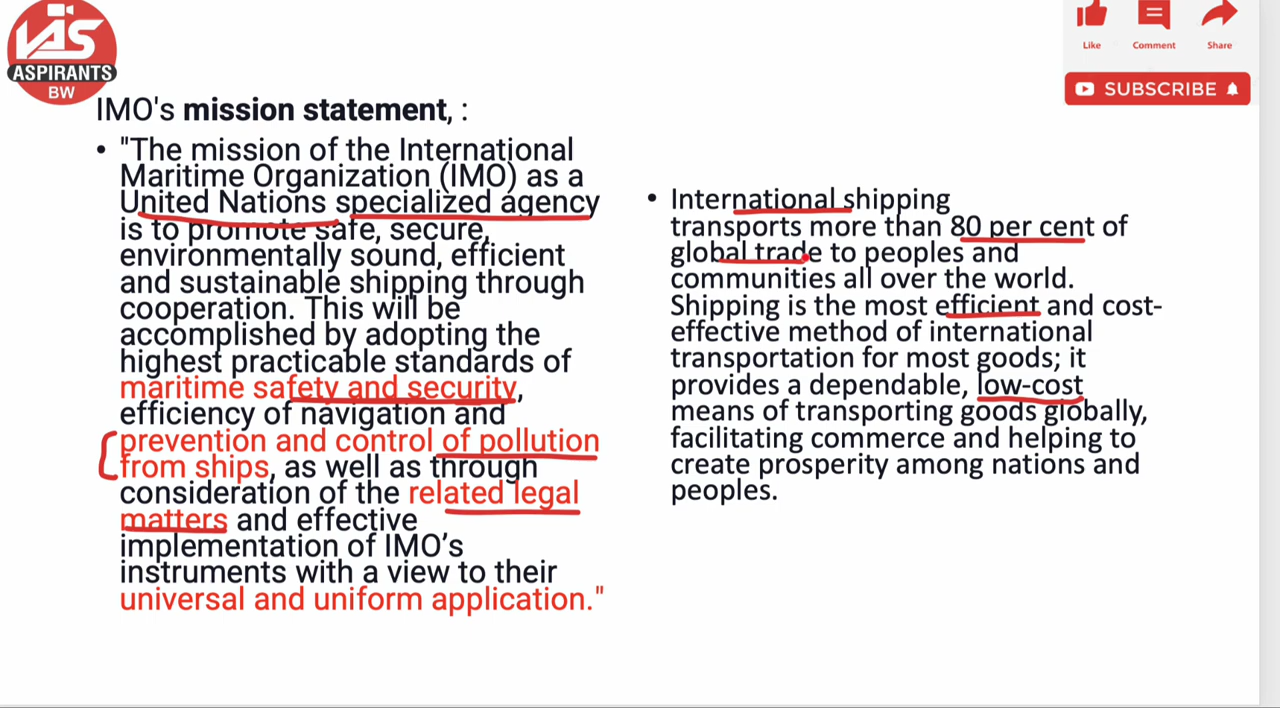 IAS
ASPIRANTS
BW
Like Comment Share
SUBSCRIBE
IMO's mission statement, :
• "The mission of the International
Maritime Organization (IMO) as a
United Nations specialized agency
is to promote safe, secure,
environmentally sound, efficient
and sustainable shipping through
cooperation. This will be
accomplished by adopting the
highest practicable standards of
maritime safety and security,
efficiency of navigation and
prevention and control of pollution
from ships, as well as through
consideration of the related legal
matters and effective
implementation of IMO’s
instruments with a view to their
universal and uniform application."
• International shipping
transports more than 80 per cent of
global trade to peoples and
communities all over the world.
Shipping is the most efficient and cost-
effective method of international
transportation for most goods; it
provides a dependable, low-cost
means of transporting goods globally,
facilitating commerce and helping to
create prosperity among nations and
peoples.